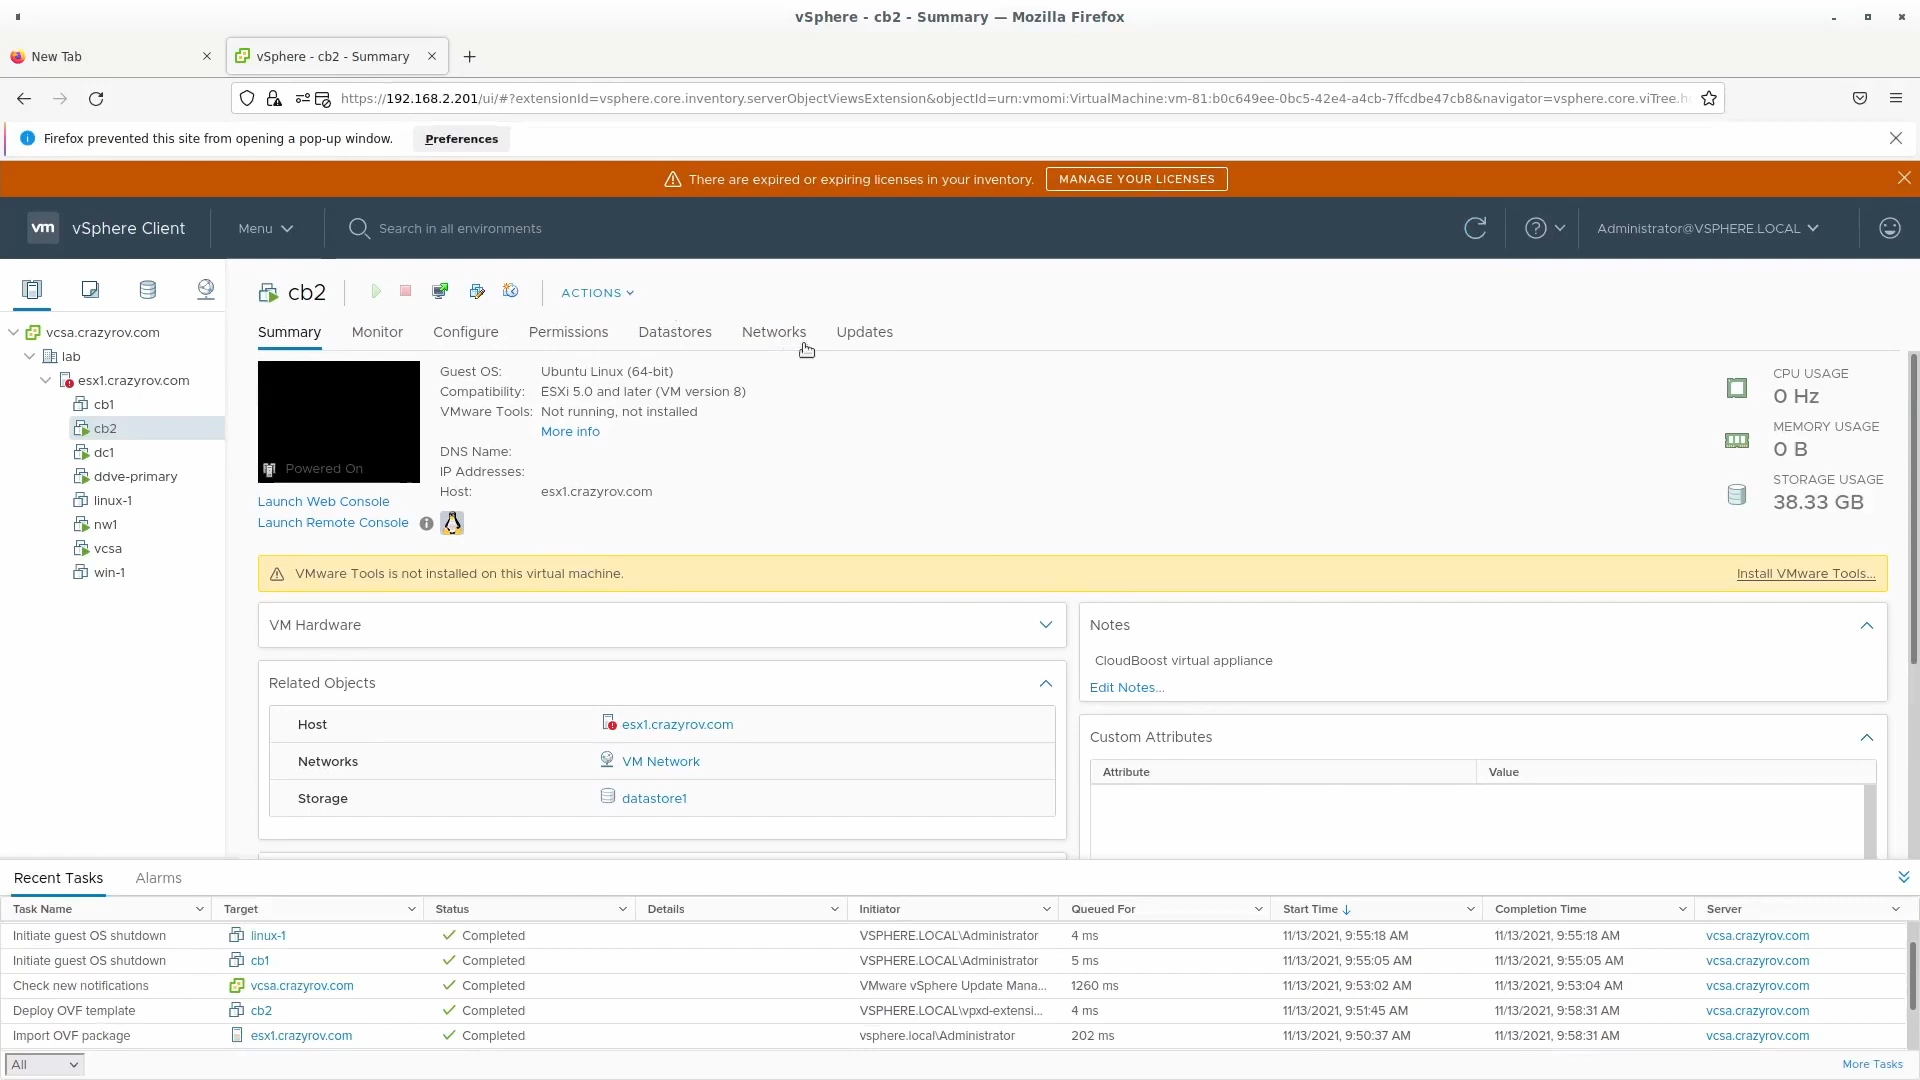 vSphere - cb2 - Summary — Mozilla Firefox
New Tab
vSphere - cb2 - Summary
https://192.168.2.201/ui/#?extensionId=vsphere.core.inventory.serverObjectViewsExtension&objectId=urn:vmomi:VirtualMachine:vm-81:b0c649ee-0bc5-42e4-a4cb-7ffcdbe47cb8&navigator=vsphere.core.viTree.h
Firefox prevented this site from opening a pop-up window. Preferences
There are expired or expiring licenses in your inventory. MANAGE YOUR LICENSES
vm vSphere Client Menu Search in all environments Administrator@VSPHERE.LOCAL
cb2 ACTIONS
Summary Monitor Configure Permissions Datastores Networks Updates
vcsa.crazyrov.com
lab
esx1.crazyrov.com
cb1
cb2
dc1
ddve-primary
linux-1
nw1
vcsa
win-1
Powered On
Launch Web Console
Launch Remote Console
Guest OS: Ubuntu Linux (64-bit)
Compatibility: ESXi 5.0 and later (VM version 8)
VMware Tools: Not running, not installed
More info
DNS Name:
IP Addresses:
Host: esx1.crazyrov.com
CPU USAGE
0 Hz
MEMORY USAGE
0 B
STORAGE USAGE
38.33 GB
VMware Tools is not installed on this virtual machine. Install VMware Tools...
VM Hardware
Related Objects
Host esx1.crazyrov.com
Networks VM Network
Storage datastore1
Notes
CloudBoost virtual appliance
Edit Notes...
Custom Attributes
Attribute Value
Recent Tasks Alarms
Task Name Target Status Details Initiator Queued For Start Time Completion Time Server
Initiate guest OS shutdown linux-1 Completed VSPHERE.LOCAL\Administrator 4 ms 11/13/2021, 9:55:18 AM 11/13/2021, 9:55:18 AM vcsa.crazyrov.com
Initiate guest OS shutdown cb1 Completed VSPHERE.LOCAL\Administrator 5 ms 11/13/2021, 9:55:05 AM 11/13/2021, 9:55:05 AM vcsa.crazyrov.com
Check new notifications vcsa.crazyrov.com Completed VMware vSphere Update Mana... 1260 ms 11/13/2021, 9:53:02 AM 11/13/2021, 9:53:04 AM vcsa.crazyrov.com
Deploy OVF template cb2 Completed VSPHERE.LOCAL\vpxd-extensi... 4 ms 11/13/2021, 9:51:45 AM 11/13/2021, 9:58:31 AM vcsa.crazyrov.com
Import OVF package esx1.crazyrov.com Completed vsphere.local\Administrator 202 ms 11/13/2021, 9:50:37 AM 11/13/2021, 9:58:31 AM vcsa.crazyrov.com
All More Tasks